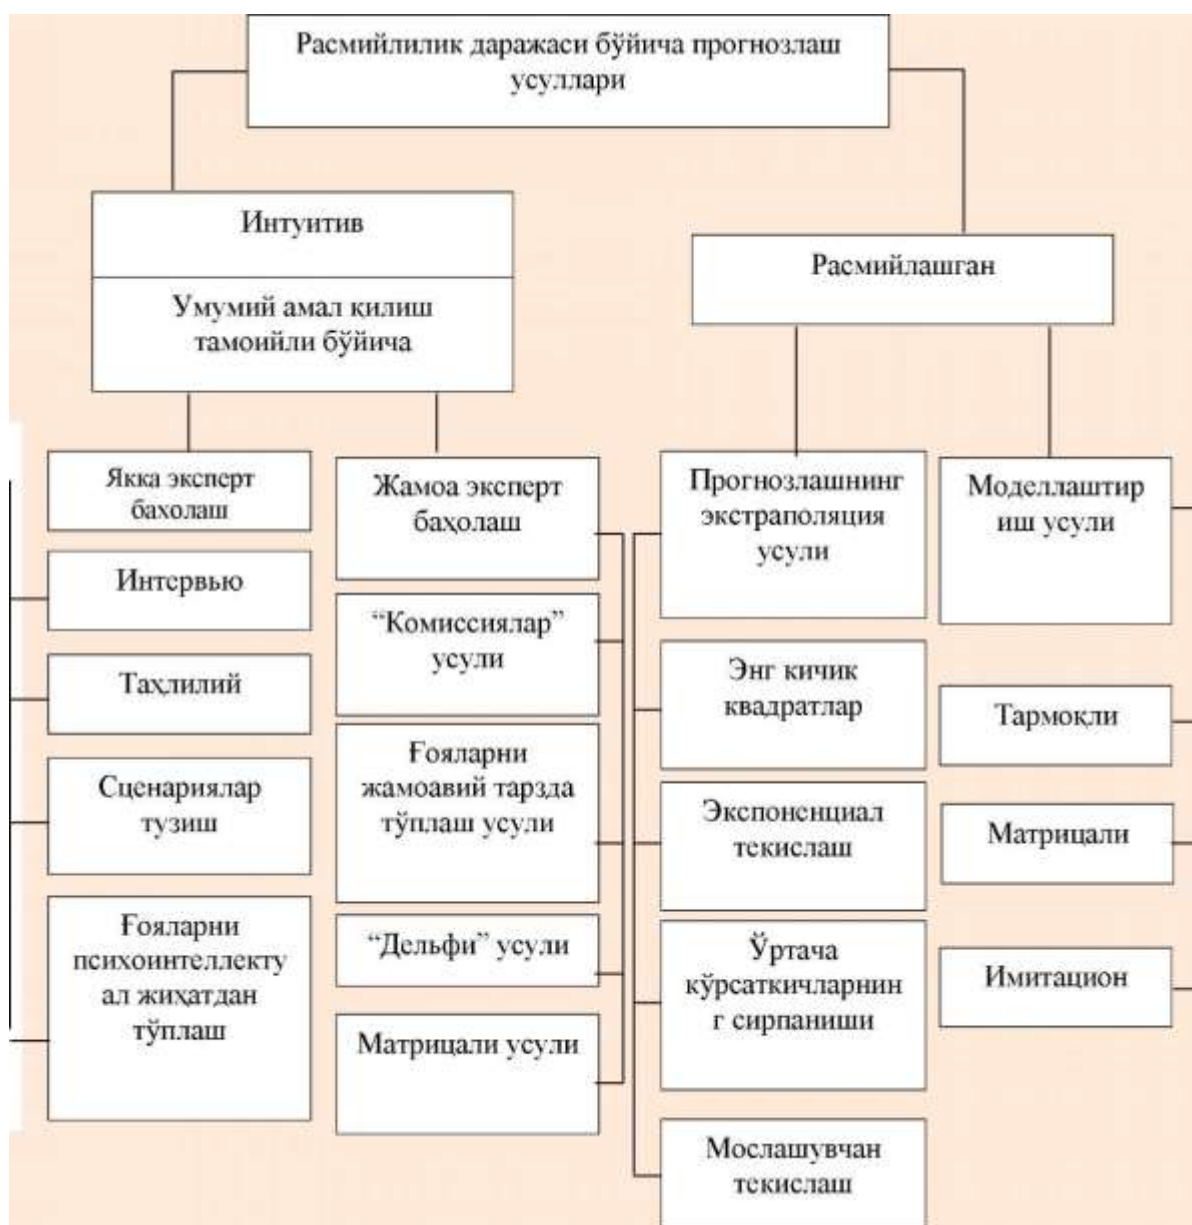 Расмийлилик даражаси бўйича прогнозлаш
усуллари
Интуитив
Умумий амал қилиш
тамоийли бўйича
Расмийлашган
Якка эксперт
бахолаш
Интервью
Таҳлилий
Сценариялар
тузиш
Ғояларни
психоинтеллекту
ал жиҳатдан
тўплаш
Жамоа эксперт
баҳолаш
“Комиссиялар”
усули
Ғояларни
жамоавий тарзда
тўплаш усули
“Дельфи” усули
Матрицали усули
Прогнозлашнинг
экстраполяция
усули
Энг кичик
квадратлар
Экспоненциал
текислаш
Ўртача
кўрсаткичларнин
г сирпаниши
Мослашувчан
текислаш
Моделлаштир
иш усули
Тармоқли
Матрицали
Имитацион